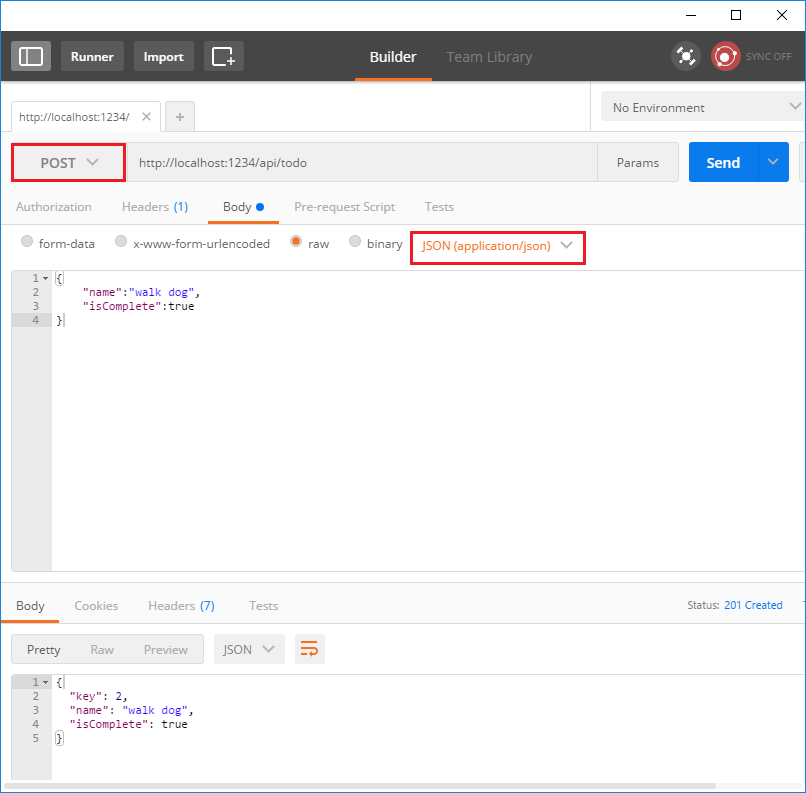 Runner Import Builder Team Library SYNC OFF
http://localhost:1234/ No Environment
POST http://localhost:1234/api/todo Params Send
Authorization Headers (1) Body Pre-request Script Tests
form-data x-www-form-urlencoded raw binary JSON (application/json)
1 {
2 "name":"walk dog",
3 "isComplete":true
4 }
Body Cookies Headers (7) Tests Status: 201 Created
Pretty Raw Preview JSON
1 {
2 "key": 2,
3 "name": "walk dog",
4 "isComplete": true
5 }